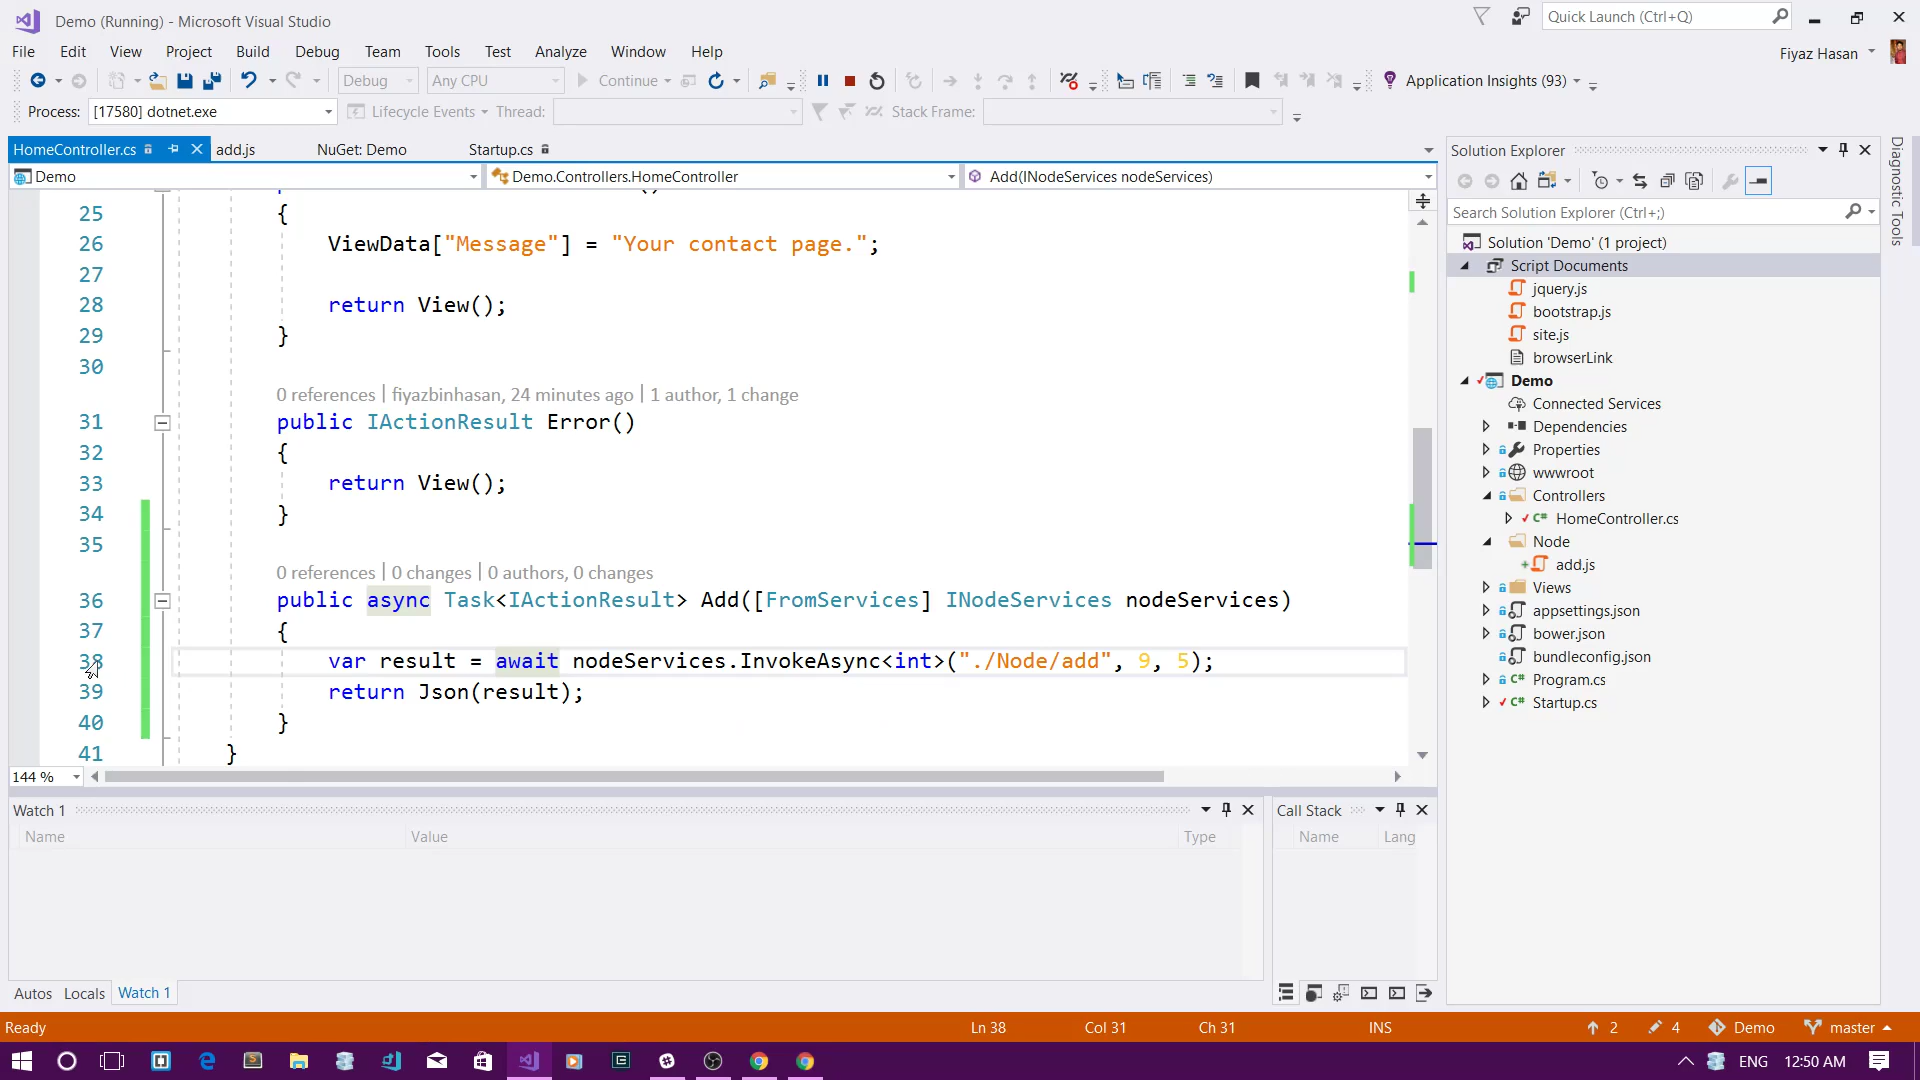 Demo (Running) - Microsoft Visual Studio
Quick Launch (Ctrl+Q)
File Edit View Project Build Debug Team Tools Test Analyze Window Help
Fiyaz Hasan
Debug Any CPU Continue Application Insights (93)
Process: [17580] dotnet.exe Lifecycle Events Thread: Stack Frame:
HomeController.cs add.js NuGet: Demo Startup.cs
Demo Demo.Controllers.HomeController Add(INodeServices nodeServices)
25 {
26 ViewData["Message"] = "Your contact page.";
27
28 return View();
29 }
30
0 references | fiyazbinhasan, 24 minutes ago | 1 author, 1 change
31 public IActionResult Error()
32 {
33 return View();
34 }
35
0 references | 0 changes | 0 authors, 0 changes
36 public async Task<IActionResult> Add([FromServices] INodeServices nodeServices)
37 {
38 var result = await nodeServices.InvokeAsync<int>("./Node/add", 9, 5);
39 return Json(result);
40 }
41 }
144 %
Watch 1
Name Value Type
Call Stack
Name Lang
Autos Locals Watch 1
Solution Explorer
Search Solution Explorer (Ctrl+;)
Solution 'Demo' (1 project)
Script Documents
jquery.js
bootstrap.js
site.js
browserLink
Demo
Connected Services
Dependencies
Properties
wwwroot
Controllers
C# HomeController.cs
Node
add.js
Views
appsettings.json
bower.json
bundleconfig.json
C# Program.cs
C# Startup.cs
Diagnostic Tools
Ready Ln 38 Col 31 Ch 31 INS 2 4 Demo master
ENG 12:50 AM